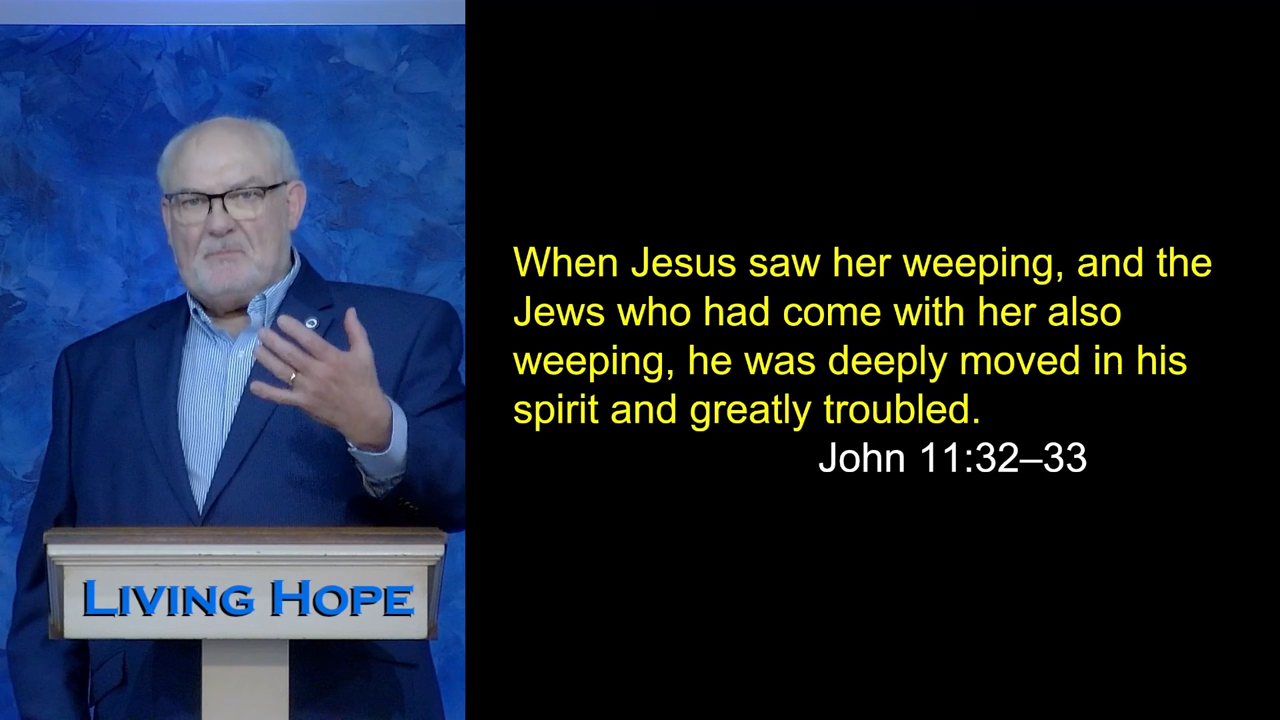 When Jesus saw her weeping, and the
Jews who had come with her also
weeping, he was deeply moved in his
spirit and greatly troubled.
John 11:32–33
LIVING HOPE